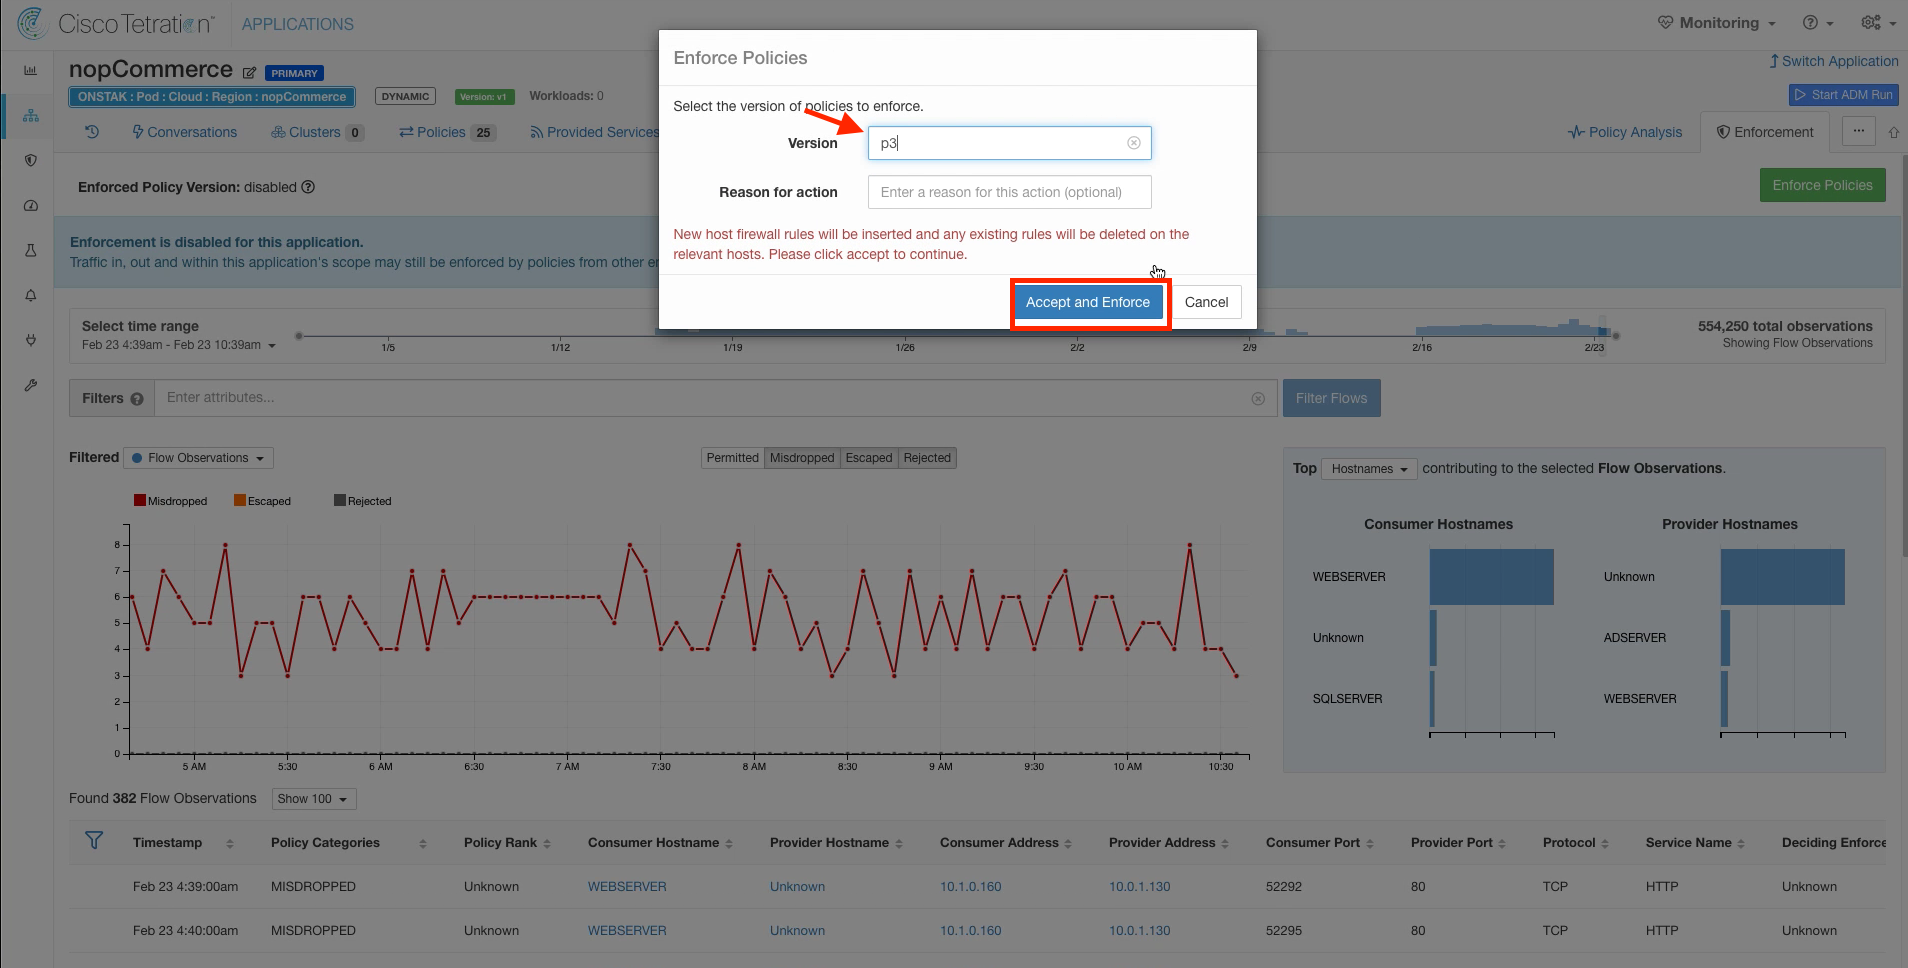 Cisco Tetration™ APPLICATIONS
Monitoring
nopCommerce PRIMARY
Switch Application
ONSTAK : Pod : Cloud : Region : nopCommerce DYNAMIC Version: v1 Workloads: 0
Start ADM Run
Conversations Clusters 0 Policies 25 Provided Services Policy Analysis Enforcement ...
Enforced Policy Version: disabled
Enforce Policies
Enforcement is disabled for this application.
Traffic in, out and within this application's scope may still be enforced by policies from other
Enforce Policies
Select the version of policies to enforce.
Version p3
Reason for action Enter a reason for this action (optional)
New host firewall rules will be inserted and any existing rules will be deleted on the
relevant hosts. Please click accept to continue.
Accept and Enforce Cancel
Select time range
Feb 23 4:39am - Feb 23 10:39am
1/5 1/12 1/19 1/26 2/2 2/9 2/16 2/23
554,250 total observations
Showing Flow Observations
Filters ? Enter attributes... Filter Flows
Filtered Flow Observations
Permitted Misdropped Escaped Rejected
Misdropped Escaped Rejected
8
7
6
5
4
3
2
1
0
5 AM 5:30 6 AM 6:30 7 AM 7:30 8 AM 8:30 9 AM 9:30 10 AM 10:30
Top Hostnames contributing to the selected Flow Observations.
Consumer Hostnames Provider Hostnames
WEBSERVER Unknown
Unknown ADSERVER
SQLSERVER WEBSERVER
Found 382 Flow Observations Show 100
Timestamp Policy Categories Policy Rank Consumer Hostname Provider Hostname Consumer Address Provider Address Consumer Port Provider Port Protocol Service Name Deciding Enforce
Feb 23 4:39:00am MISDROPPED Unknown WEBSERVER Unknown 10.1.0.160 10.0.1.130 52292 80 TCP HTTP Unknown
Feb 23 4:40:00am MISDROPPED Unknown WEBSERVER Unknown 10.1.0.160 10.0.1.130 52295 80 TCP HTTP Unknown